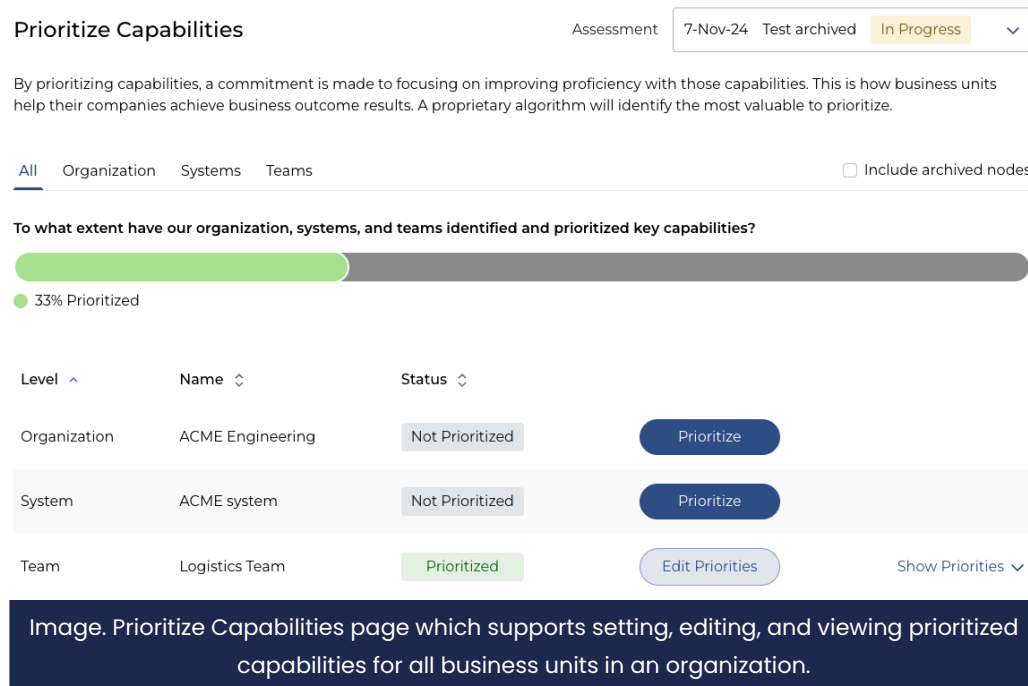 Prioritize Capabilities
Assessment 7-Nov-24 Test archived In Progress
By prioritizing capabilities, a commitment is made to focusing on improving proficiency with those capabilities. This is how business units
help their companies achieve business outcome results. A proprietary algorithm will identify the most valuable to prioritize.
All Organization Systems Teams Include archived nodes
To what extent have our organization, systems, and teams identified and prioritized key capabilities?
33% Prioritized
Level Name Status
Organization ACME Engineering Not Prioritized Prioritize
System ACME system Not Prioritized Prioritize
Team Logistics Team Prioritized Edit Priorities Show Priorities
Image. Prioritize Capabilities page which supports setting, editing, and viewing prioritized
capabilities for all business units in an organization.